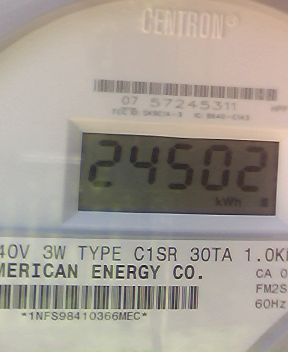 CENTRON®
07 57245311
24502
kWh
40V 3W TYPE C1SR 30TA 1.0K
MERICAN ENERGY CO.
CA 0
FM2S
60Hz
*1NFS98410366MEC*